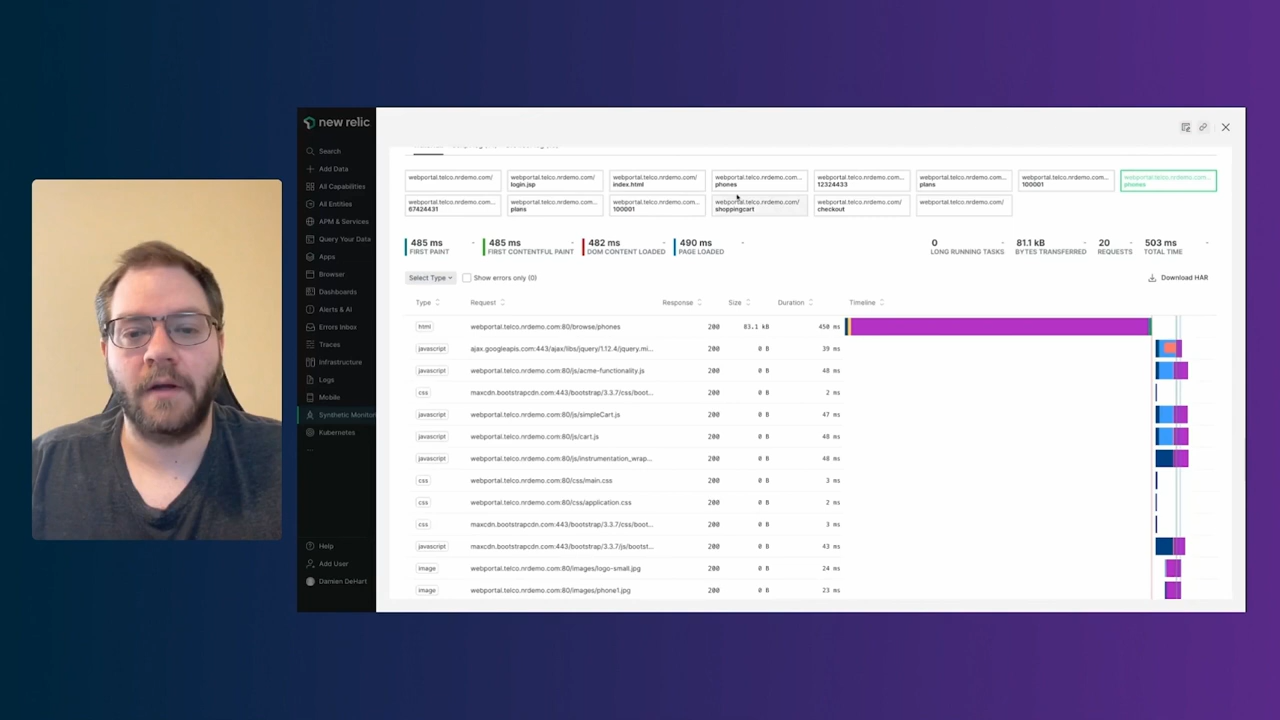 new relic
Search
Add Data
All Capabilities
All Entities
APM & Services
Query Your Data
Apps
Browser
Dashboards
Alerts & AI
Errors Inbox
Traces
Infrastructure
Logs
Mobile
Synthetic Monitor
Kubernetes
...
Help
Add User
Damien DeHart
webportal.telco.nrdemo.com/
webportal.telco.nrdemo.com/
login.jsp
webportal.telco.nrdemo.com/
index.html
webportal.telco.nrdemo.com...
phones
webportal.telco.nrdemo.com...
12324433
webportal.telco.nrdemo.com/
plans
webportal.telco.nrdemo.com...
100001
webportal.telco.nrdemo.com...
phones
webportal.telco.nrdemo.com...
67424431
webportal.telco.nrdemo.com...
plans
webportal.telco.nrdemo.com...
100001
webportal.telco.nrdemo.com/
shoppingcart
webportal.telco.nrdemo.com/
checkout
webportal.telco.nrdemo.com/
485 ms - 485 ms - 482 ms - 490 ms - 0 - 81.1 kB - 20 - 503 ms -
FIRST PAINT FIRST CONTENTFUL PAINT DOM CONTENT LOADED PAGE LOADED LONG RUNNING TASKS BYTES TRANSFERRED REQUESTS TOTAL TIME
Select Type Show errors only (0) Download HAR
Type Request Response Size Duration Timeline
html webportal.telco.nrdemo.com:80/browse/phones 200 83.1 kB 450 ms
javascript ajax.googleapis.com:443/ajax/libs/jquery/1.12.4/jquery.mi... 200 0 B 39 ms
javascript webportal.telco.nrdemo.com:80/js/acme-functionality.js 200 0 B 48 ms
css maxcdn.bootstrapcdn.com:443/bootstrap/3.3.7/css/boot... 200 0 B 2 ms
javascript webportal.telco.nrdemo.com:80/js/simpleCart.js 200 0 B 47 ms
javascript webportal.telco.nrdemo.com:80/js/cart.js 200 0 B 48 ms
javascript webportal.telco.nrdemo.com:80/js/instrumentation_wrap... 200 0 B 48 ms
css webportal.telco.nrdemo.com:80/css/main.css 200 0 B 3 ms
css webportal.telco.nrdemo.com:80/css/application.css 200 0 B 2 ms
css maxcdn.bootstrapcdn.com:443/bootstrap/3.3.7/css/boot... 200 0 B 3 ms
javascript maxcdn.bootstrapcdn.com:443/bootstrap/3.3.7/js/bootst... 200 0 B 43 ms
image webportal.telco.nrdemo.com:80/images/logo-small.jpg 200 0 B 24 ms
image webportal.telco.nrdemo.com:80/images/phone1.jpg 200 0 B 23 ms